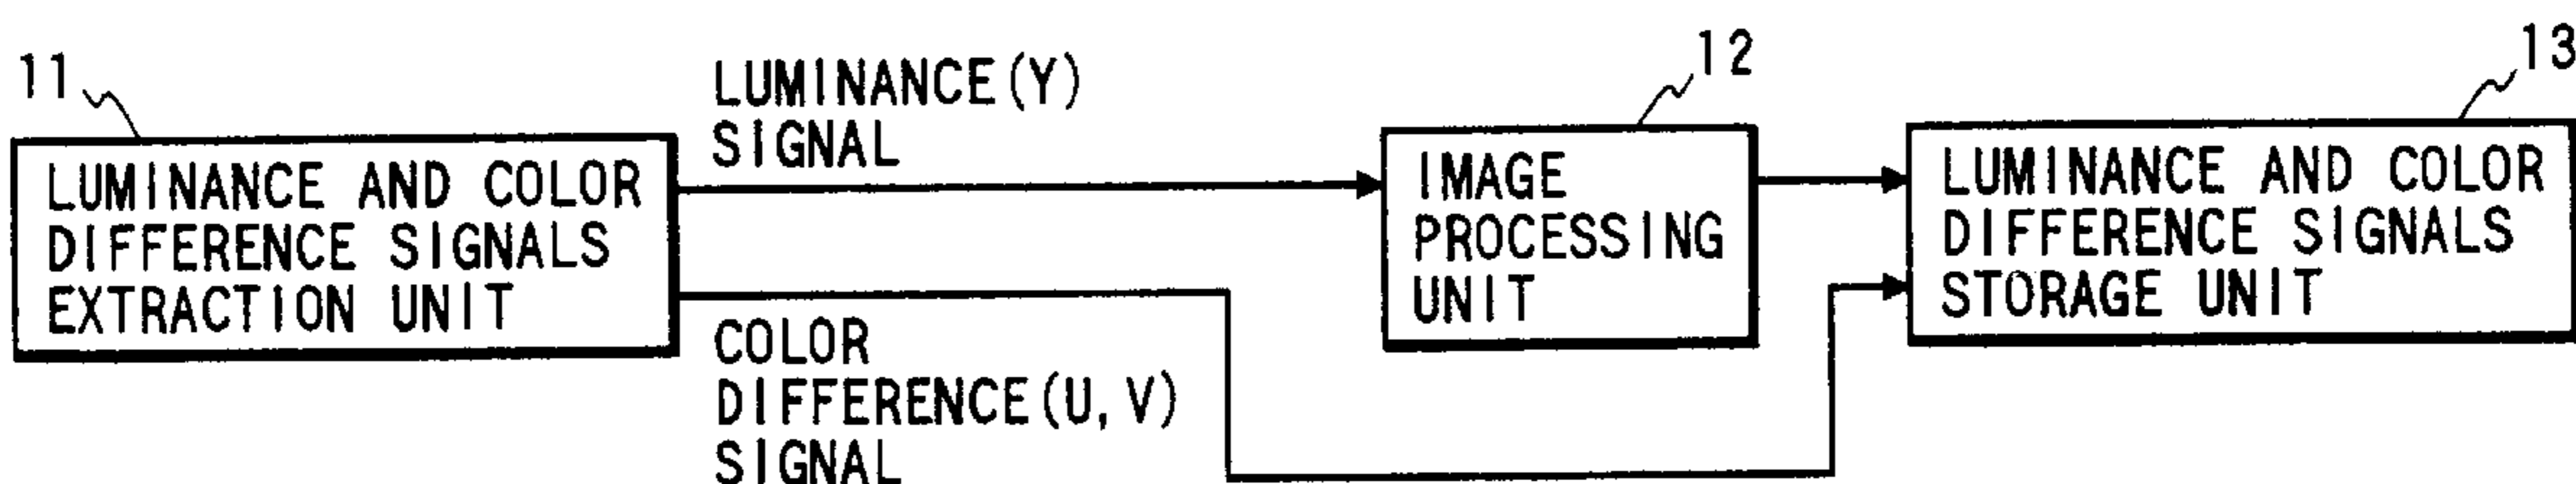 11
LUMINANCE AND COLOR
DIFFERENCE SIGNALS
EXTRACTION UNIT
LUMINANCE(Y)
SIGNAL
COLOR
DIFFERENCE(U, V)
SIGNAL
12
IMAGE
PROCESSING
UNIT
13
LUMINANCE AND COLOR
DIFFERENCE SIGNALS
STORAGE UNIT